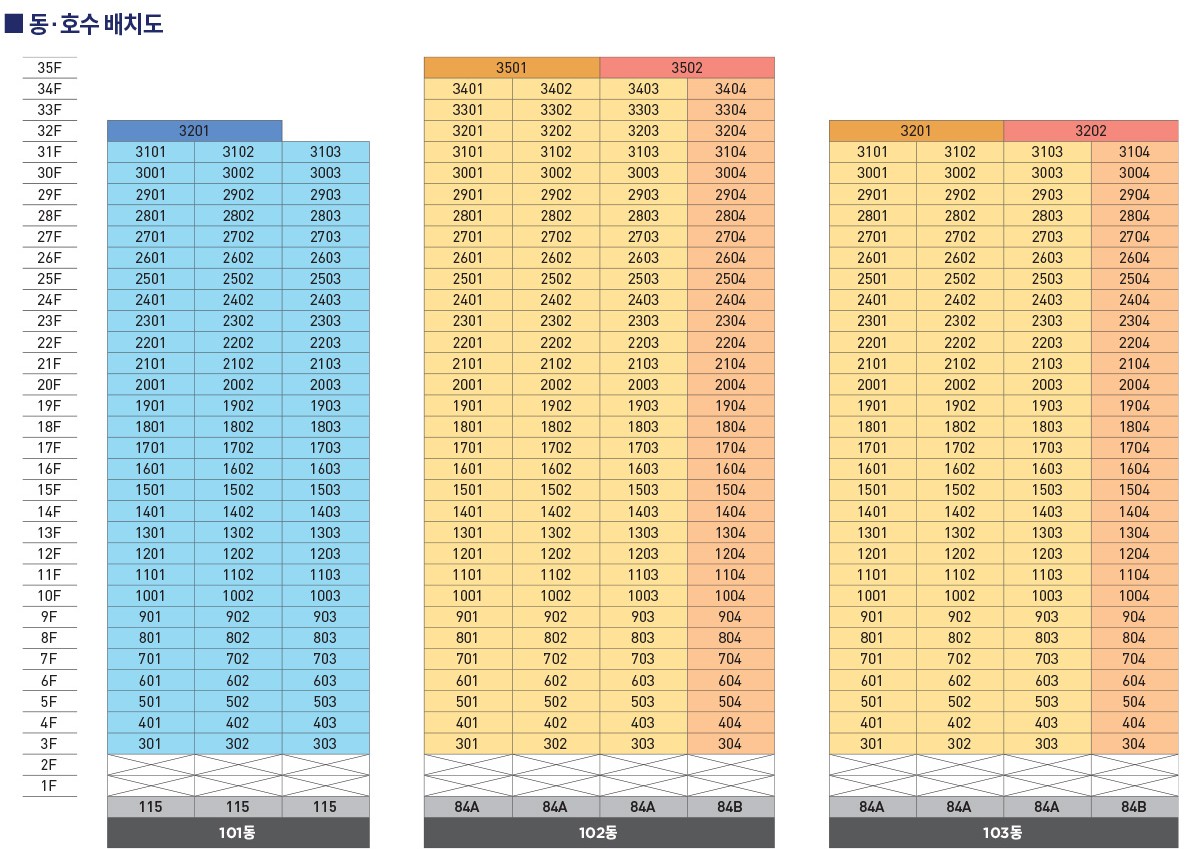 ■ 동·호수 배치도
35F 3501 3502
34F 3401 3402 3403 3404
33F 3301 3302 3303 3304
32F 3201 3201 3202 3203 3204 3201 3202
31F 3101 3102 3103 3101 3102 3103 3104 3101 3102 3103 3104
30F 3001 3002 3003 3001 3002 3003 3004 3001 3002 3003 3004
29F 2901 2902 2903 2901 2902 2903 2904 2901 2902 2903 2904
28F 2801 2802 2803 2801 2802 2803 2804 2801 2802 2803 2804
27F 2701 2702 2703 2701 2702 2703 2704 2701 2702 2703 2704
26F 2601 2602 2603 2601 2602 2603 2604 2601 2602 2603 2604
25F 2501 2502 2503 2501 2502 2503 2504 2501 2502 2503 2504
24F 2401 2402 2403 2401 2402 2403 2404 2401 2402 2403 2404
23F 2301 2302 2303 2301 2302 2303 2304 2301 2302 2303 2304
22F 2201 2202 2203 2201 2202 2203 2204 2201 2202 2203 2204
21F 2101 2102 2103 2101 2102 2103 2104 2101 2102 2103 2104
20F 2001 2002 2003 2001 2002 2003 2004 2001 2002 2003 2004
19F 1901 1902 1903 1901 1902 1903 1904 1901 1902 1903 1904
18F 1801 1802 1803 1801 1802 1803 1804 1801 1802 1803 1804
17F 1701 1702 1703 1701 1702 1703 1704 1701 1702 1703 1704
16F 1601 1602 1603 1601 1602 1603 1604 1601 1602 1603 1604
15F 1501 1502 1503 1501 1502 1503 1504 1501 1502 1503 1504
14F 1401 1402 1403 1401 1402 1403 1404 1401 1402 1403 1404
13F 1301 1302 1303 1301 1302 1303 1304 1301 1302 1303 1304
12F 1201 1202 1203 1201 1202 1203 1204 1201 1202 1203 1204
11F 1101 1102 1103 1101 1102 1103 1104 1101 1102 1103 1104
10F 1001 1002 1003 1001 1002 1003 1004 1001 1002 1003 1004
9F 901 902 903 901 902 903 904 901 902 903 904
8F 801 802 803 801 802 803 804 801 802 803 804
7F 701 702 703 701 702 703 704 701 702 703 704
6F 601 602 603 601 602 603 604 601 602 603 604
5F 501 502 503 501 502 503 504 501 502 503 504
4F 401 402 403 401 402 403 404 401 402 403 404
3F 301 302 303 301 302 303 304 301 302 303 304
2F
1F
115 115 115 84A 84A 84A 84B 84A 84A 84A 84B
101동 102동 103동